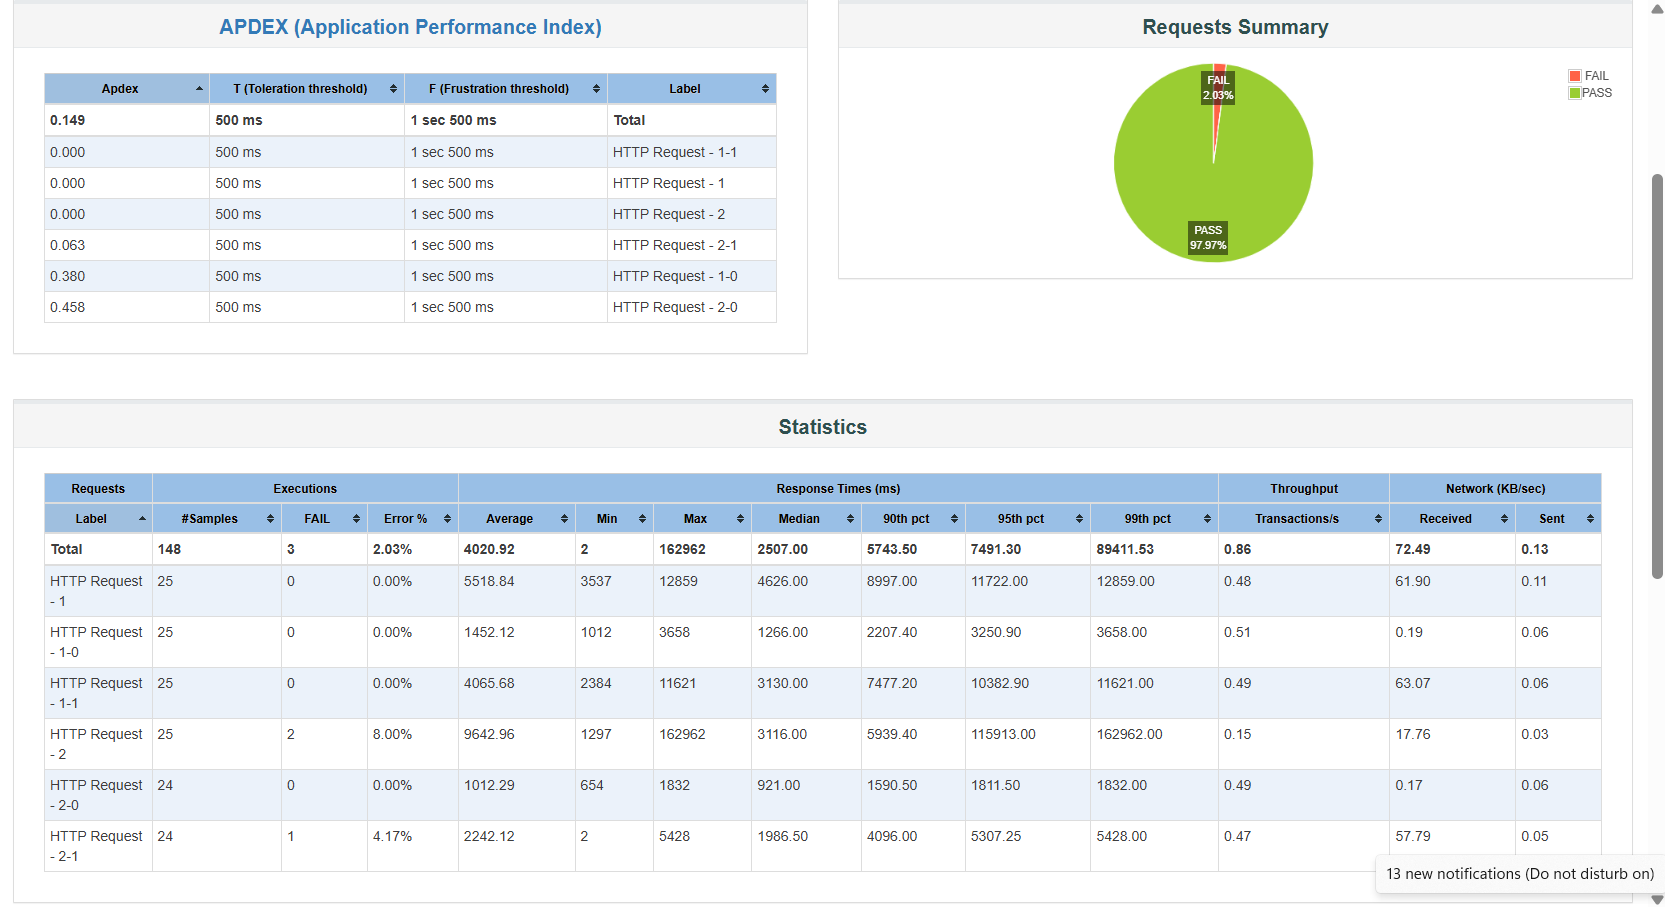 APDEX (Application Performance Index)
Apdex T (Toleration threshold) F (Frustration threshold) Label
0.149 500 ms 1 sec 500 ms Total
0.000 500 ms 1 sec 500 ms HTTP Request - 1-1
0.000 500 ms 1 sec 500 ms HTTP Request - 1
0.000 500 ms 1 sec 500 ms HTTP Request - 2
0.063 500 ms 1 sec 500 ms HTTP Request - 2-1
0.380 500 ms 1 sec 500 ms HTTP Request - 1-0
0.458 500 ms 1 sec 500 ms HTTP Request - 2-0
Requests Summary
FAIL
2.03%
PASS
97.97%
FAIL
PASS
Statistics
Requests Executions Response Times (ms) Throughput Network (KB/sec)
Label #Samples FAIL Error % Average Min Max Median 90th pct 95th pct 99th pct Transactions/s Received Sent
Total 148 3 2.03% 4020.92 2 162962 2507.00 5743.50 7491.30 89411.53 0.86 72.49 0.13
HTTP Request 25 0 0.00% 5518.84 3537 12859 4626.00 8997.00 11722.00 12859.00 0.48 61.90 0.11
- 1
HTTP Request 25 0 0.00% 1452.12 1012 3658 1266.00 2207.40 3250.90 3658.00 0.51 0.19 0.06
- 1-0
HTTP Request 25 0 0.00% 4065.68 2384 11621 3130.00 7477.20 10382.90 11621.00 0.49 63.07 0.06
- 1-1
HTTP Request 25 2 8.00% 9642.96 1297 162962 3116.00 5939.40 115913.00 162962.00 0.15 17.76 0.03
- 2
HTTP Request 24 0 0.00% 1012.29 654 1832 921.00 1590.50 1811.50 1832.00 0.49 0.17 0.06
- 2-0
HTTP Request 24 1 4.17% 2242.12 2 5428 1986.50 4096.00 5307.25 5428.00 0.47 57.79 0.05
- 2-1
13 new notifications (Do not disturb on)